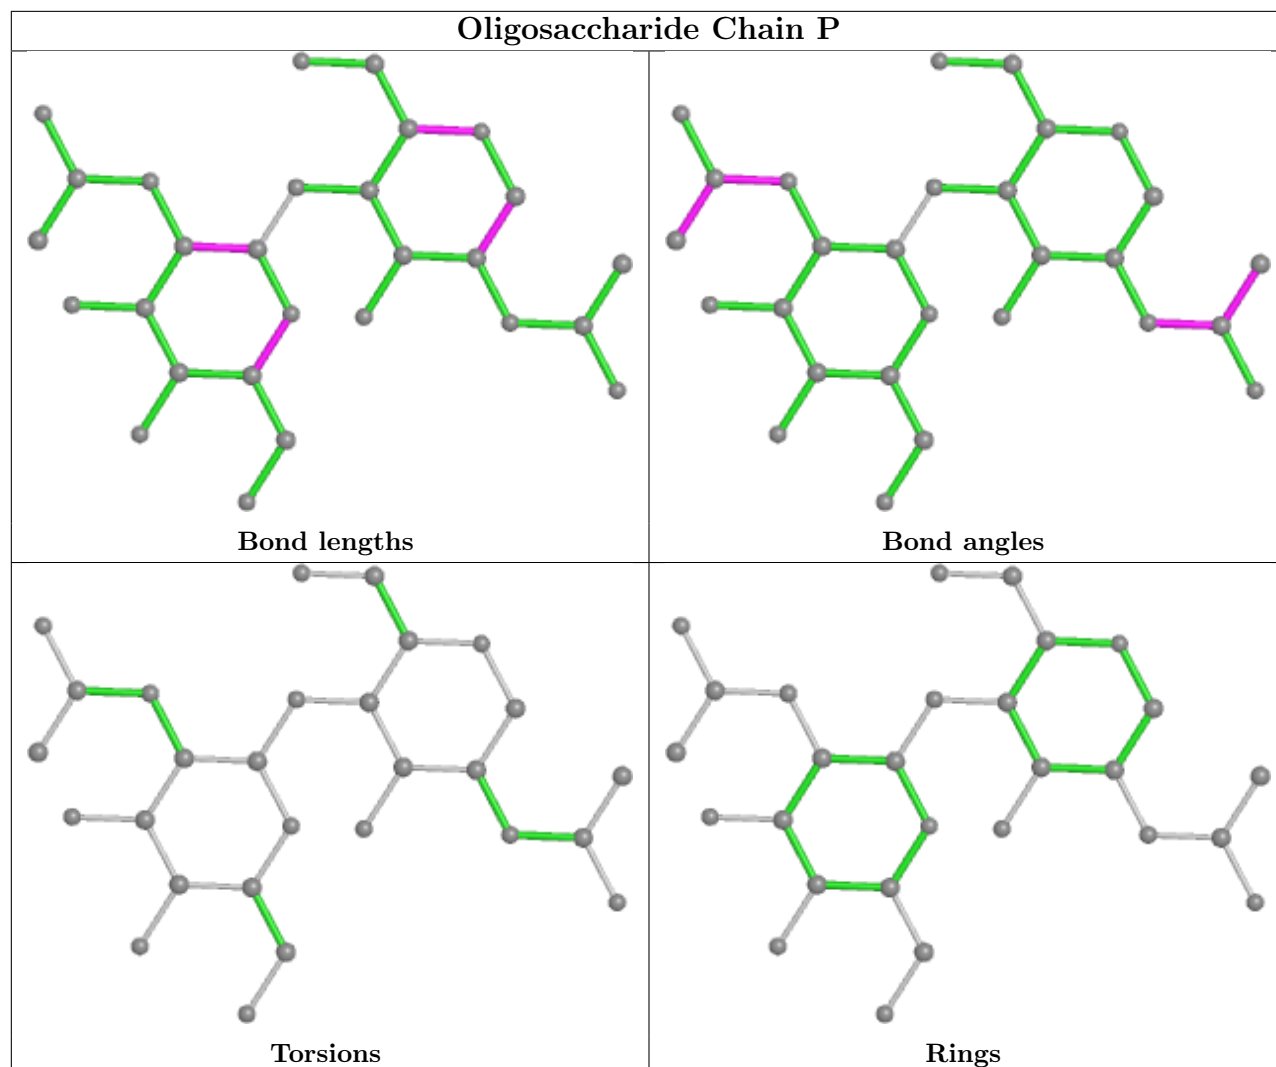 Oligosaccharide Chain P
Bond lengths
Bond angles
Torsions
Rings